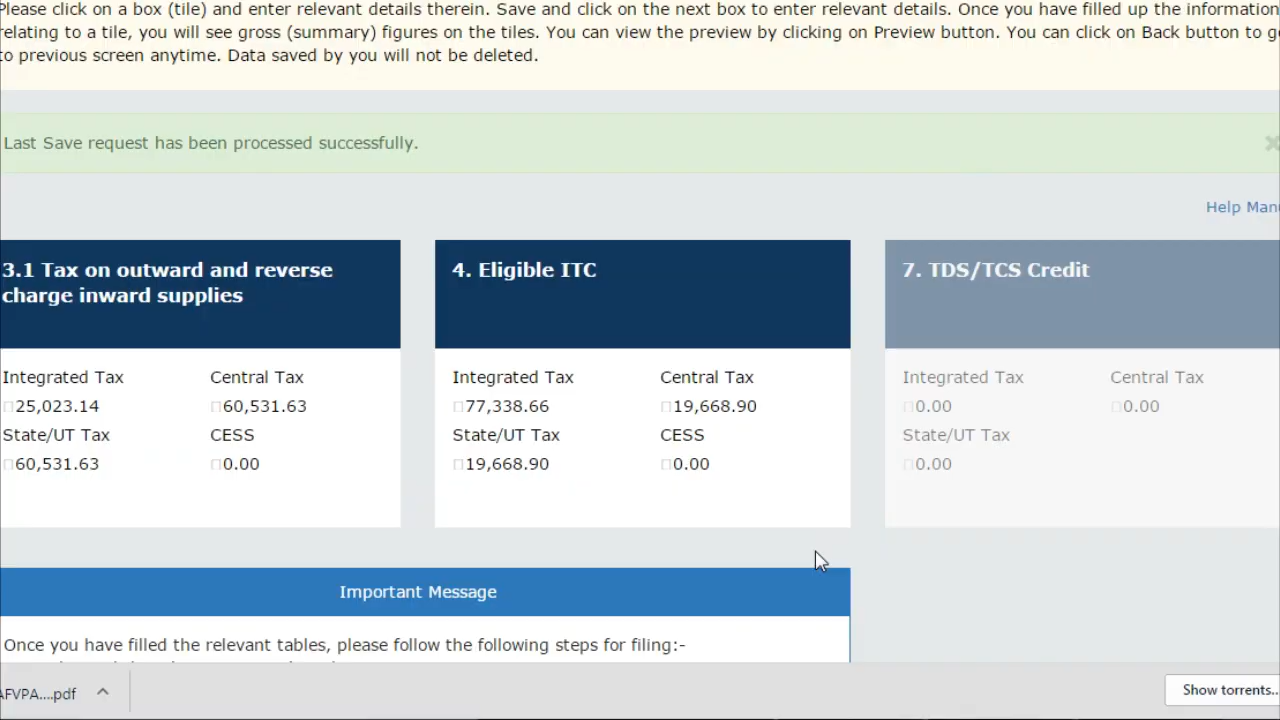 Please click on a box (tile) and enter relevant details therein. Save and click on the next box to enter relevant details. Once you have filled up the information
relating to a tile, you will see gross (summary) figures on the tiles. You can view the preview by clicking on Preview button. You can click on Back button to
to previous screen anytime. Data saved by you will not be deleted.
Last Save request has been processed successfully.
Help
3.1 Tax on outward and reverse
charge inward supplies
Integrated Tax Central Tax
25,023.14 60,531.63
State/UT Tax CESS
60,531.63 0.00
4. Eligible ITC
Integrated Tax Central Tax
77,338.66 19,668.90
State/UT Tax CESS
19,668.90 0.00
7. TDS/TCS Credit
Integrated Tax Central Tax
0.00 0.00
State/UT Tax
0.00
Important Message
Once you have filled the relevant tables, please follow the following steps for filing:-
AFVPA....pdf
Show torrents...